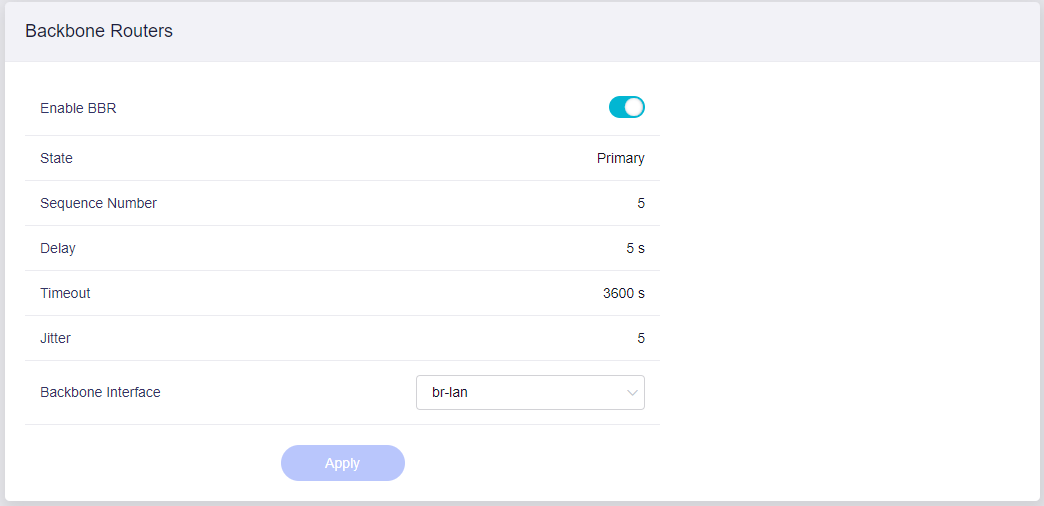 Backbone Routers
Enable BBR
State Primary
Sequence Number 5
Delay 5 s
Timeout 3600 s
Jitter 5
Backbone Interface br-lan
Apply